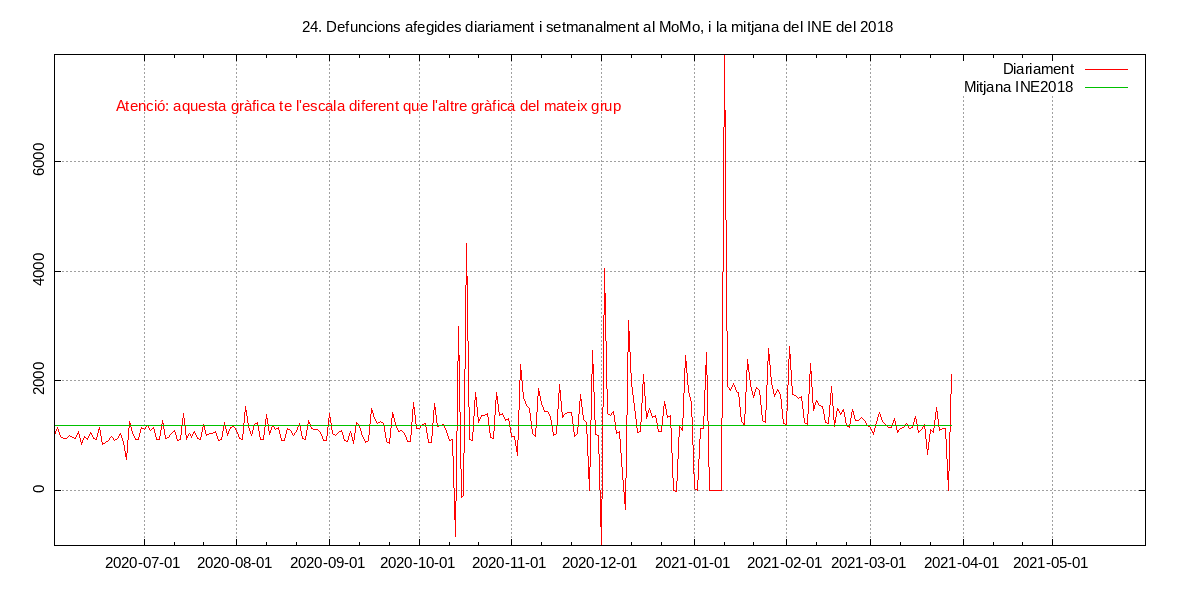 24. Defuncions afegides diariament i setmanalment al MoMo, i la mitjana del INE del 2018
Diariament
Mitjana INE2018
Atenció: aquesta gràfica te l'escala diferent que l'altre gràfica del mateix grup
6000
4000
2000
0
2020-07-01 2020-08-01 2020-09-01 2020-10-01 2020-11-01 2020-12-01 2021-01-01 2021-02-01 2021-03-01 2021-04-01 2021-05-01